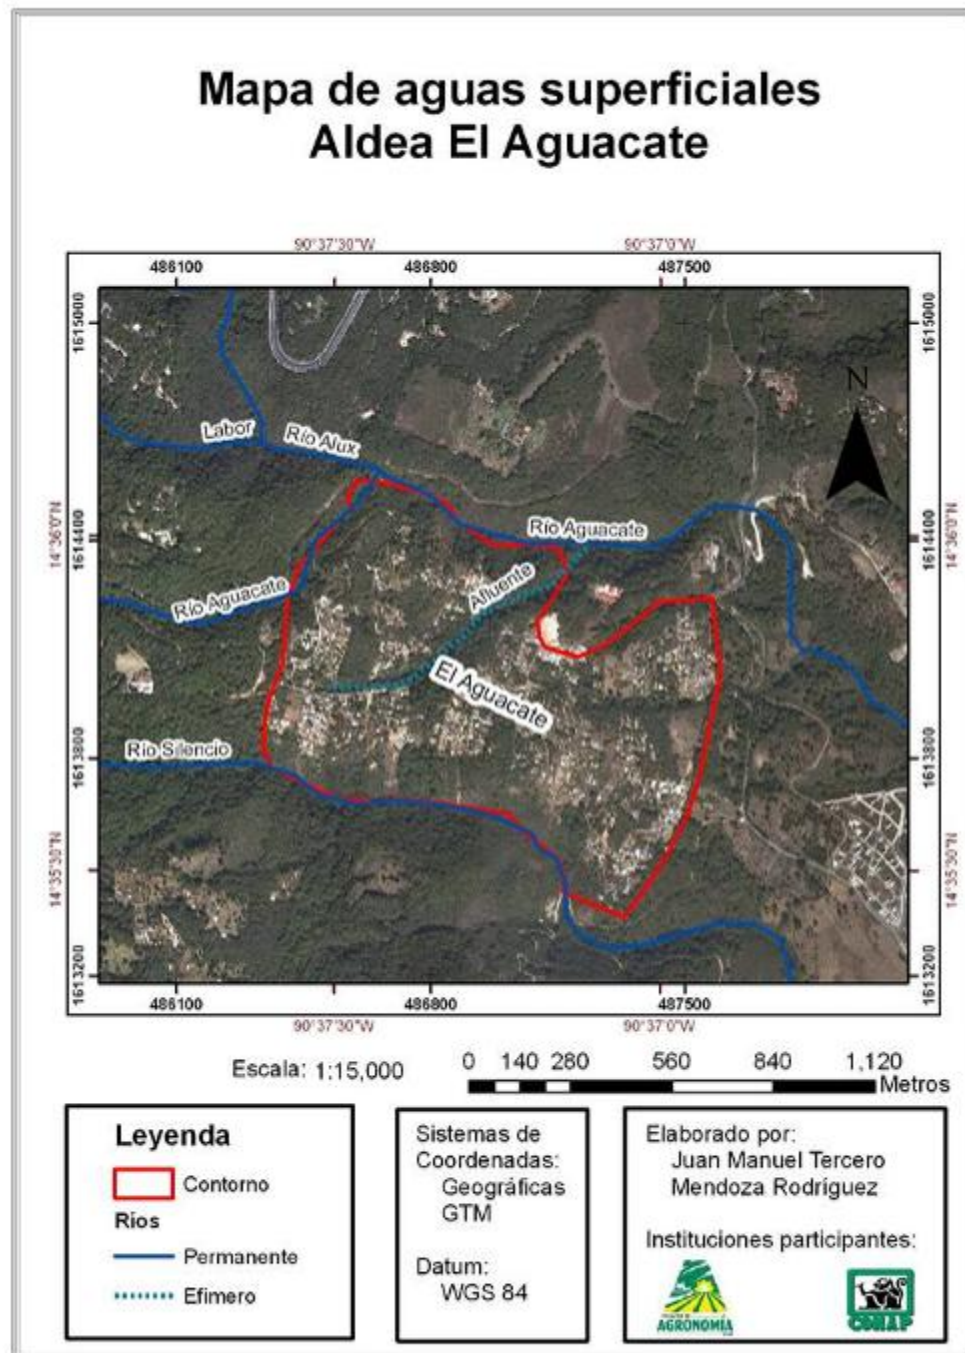 Mapa de aguas superficiales
Aldea El Aguacate
90°37'30"W 90°37'0"W
486100 486800 487500
1615000 1615000
N
Labor
Río Alux
14°36'0"N 1614400 Río Aguacate 1614400 14°36'0"N
Afluente
Río Aguacate
El Aguacate
Río Silencio
1613800 1613800
14°35'30"N 14°35'30"N
1613200 1613200
486100 486800 487500
90°37'30"W 90°37'0"W
Escala: 1:15,000
0 140 280 560 840 1,120
Metros
Leyenda
Contorno
Ríos
Permanente
Efimero
Sistemas de
Coordenadas:
Geográficas
GTM
Datum:
WGS 84
Elaborado por:
Juan Manuel Tercero
Mendoza Rodríguez
Instituciones participantes:
AGRONOMIA
CONAP